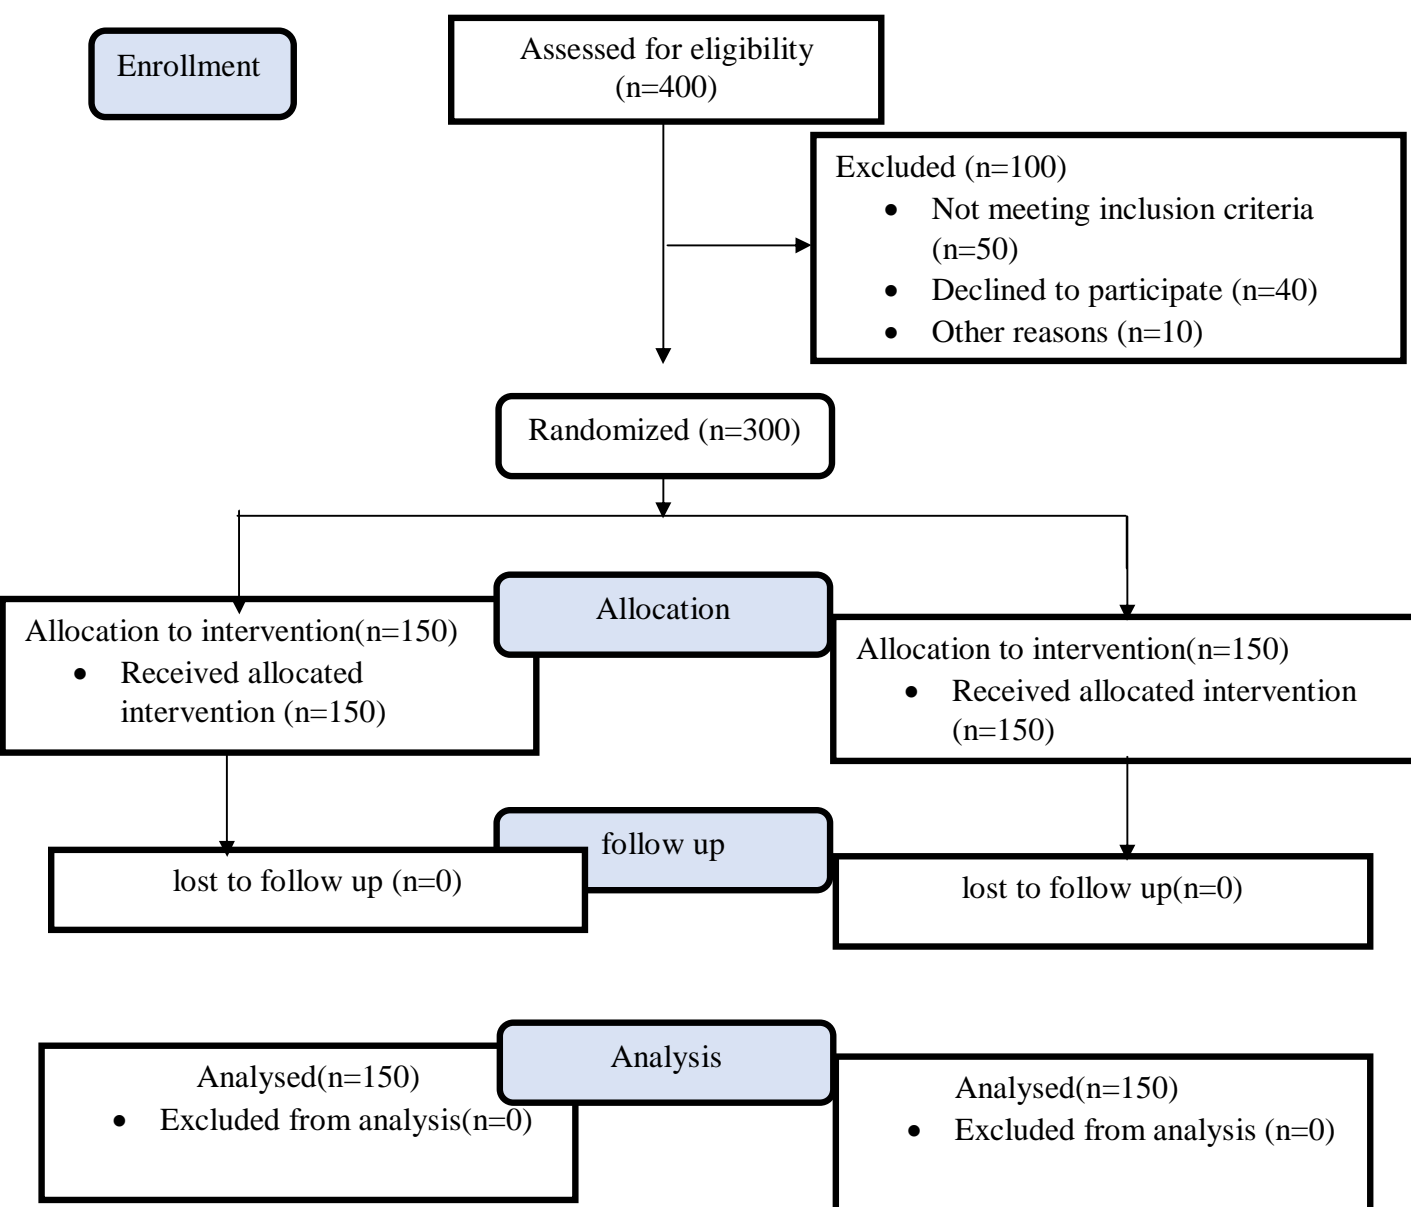 Enrollment
Assessed for eligibility
(n=400)
Excluded (n=100)
• Not meeting inclusion criteria
(n=50)
• Declined to participate (n=40)
• Other reasons (n=10)
Randomized (n=300)
Allocation
Allocation to intervention(n=150)
• Received allocated
intervention (n=150)
Allocation to intervention(n=150)
• Received allocated intervention
(n=150)
follow up
lost to follow up (n=0)
lost to follow up(n=0)
Analysis
Analysed(n=150)
• Excluded from analysis(n=0)
Analysed(n=150)
• Excluded from analysis (n=0)